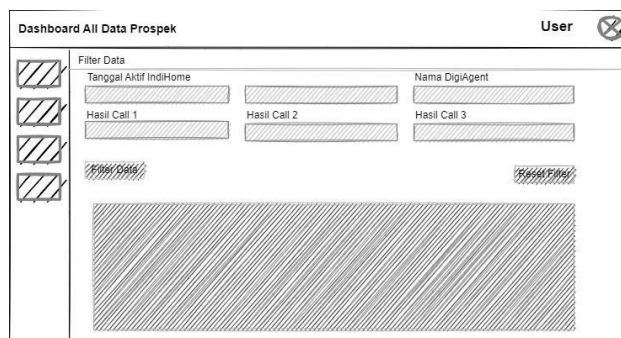 Dashboard All Data Prospek User
Filter Data
Tanggal Aktif IndiHome Nama DigiAgent
Hasil Call 1 Hasil Call 2 Hasil Call 3
Filter Data Reset Filter